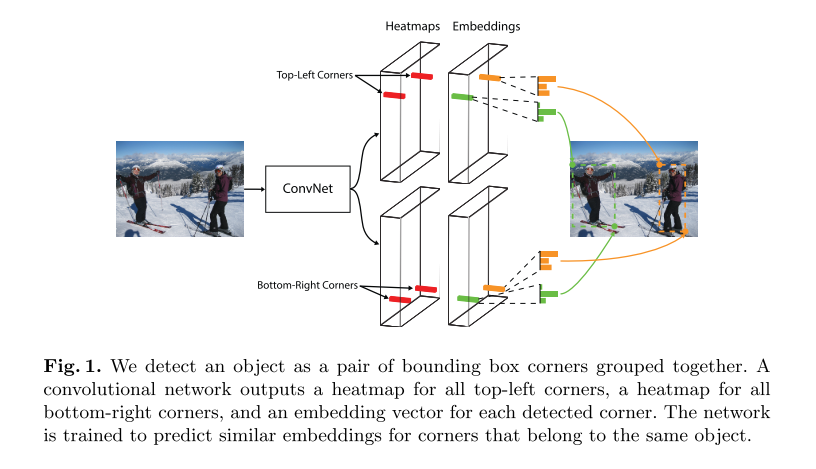 Heatmaps Embeddings
Top-Left Corners
ConvNet
Bottom-Right Corners
Fig. 1. We detect an object as a pair of bounding box corners grouped together. A
convolutional network outputs a heatmap for all top-left corners, a heatmap for all
bottom-right corners, and an embedding vector for each detected corner. The network
is trained to predict similar embeddings for corners that belong to the same object.